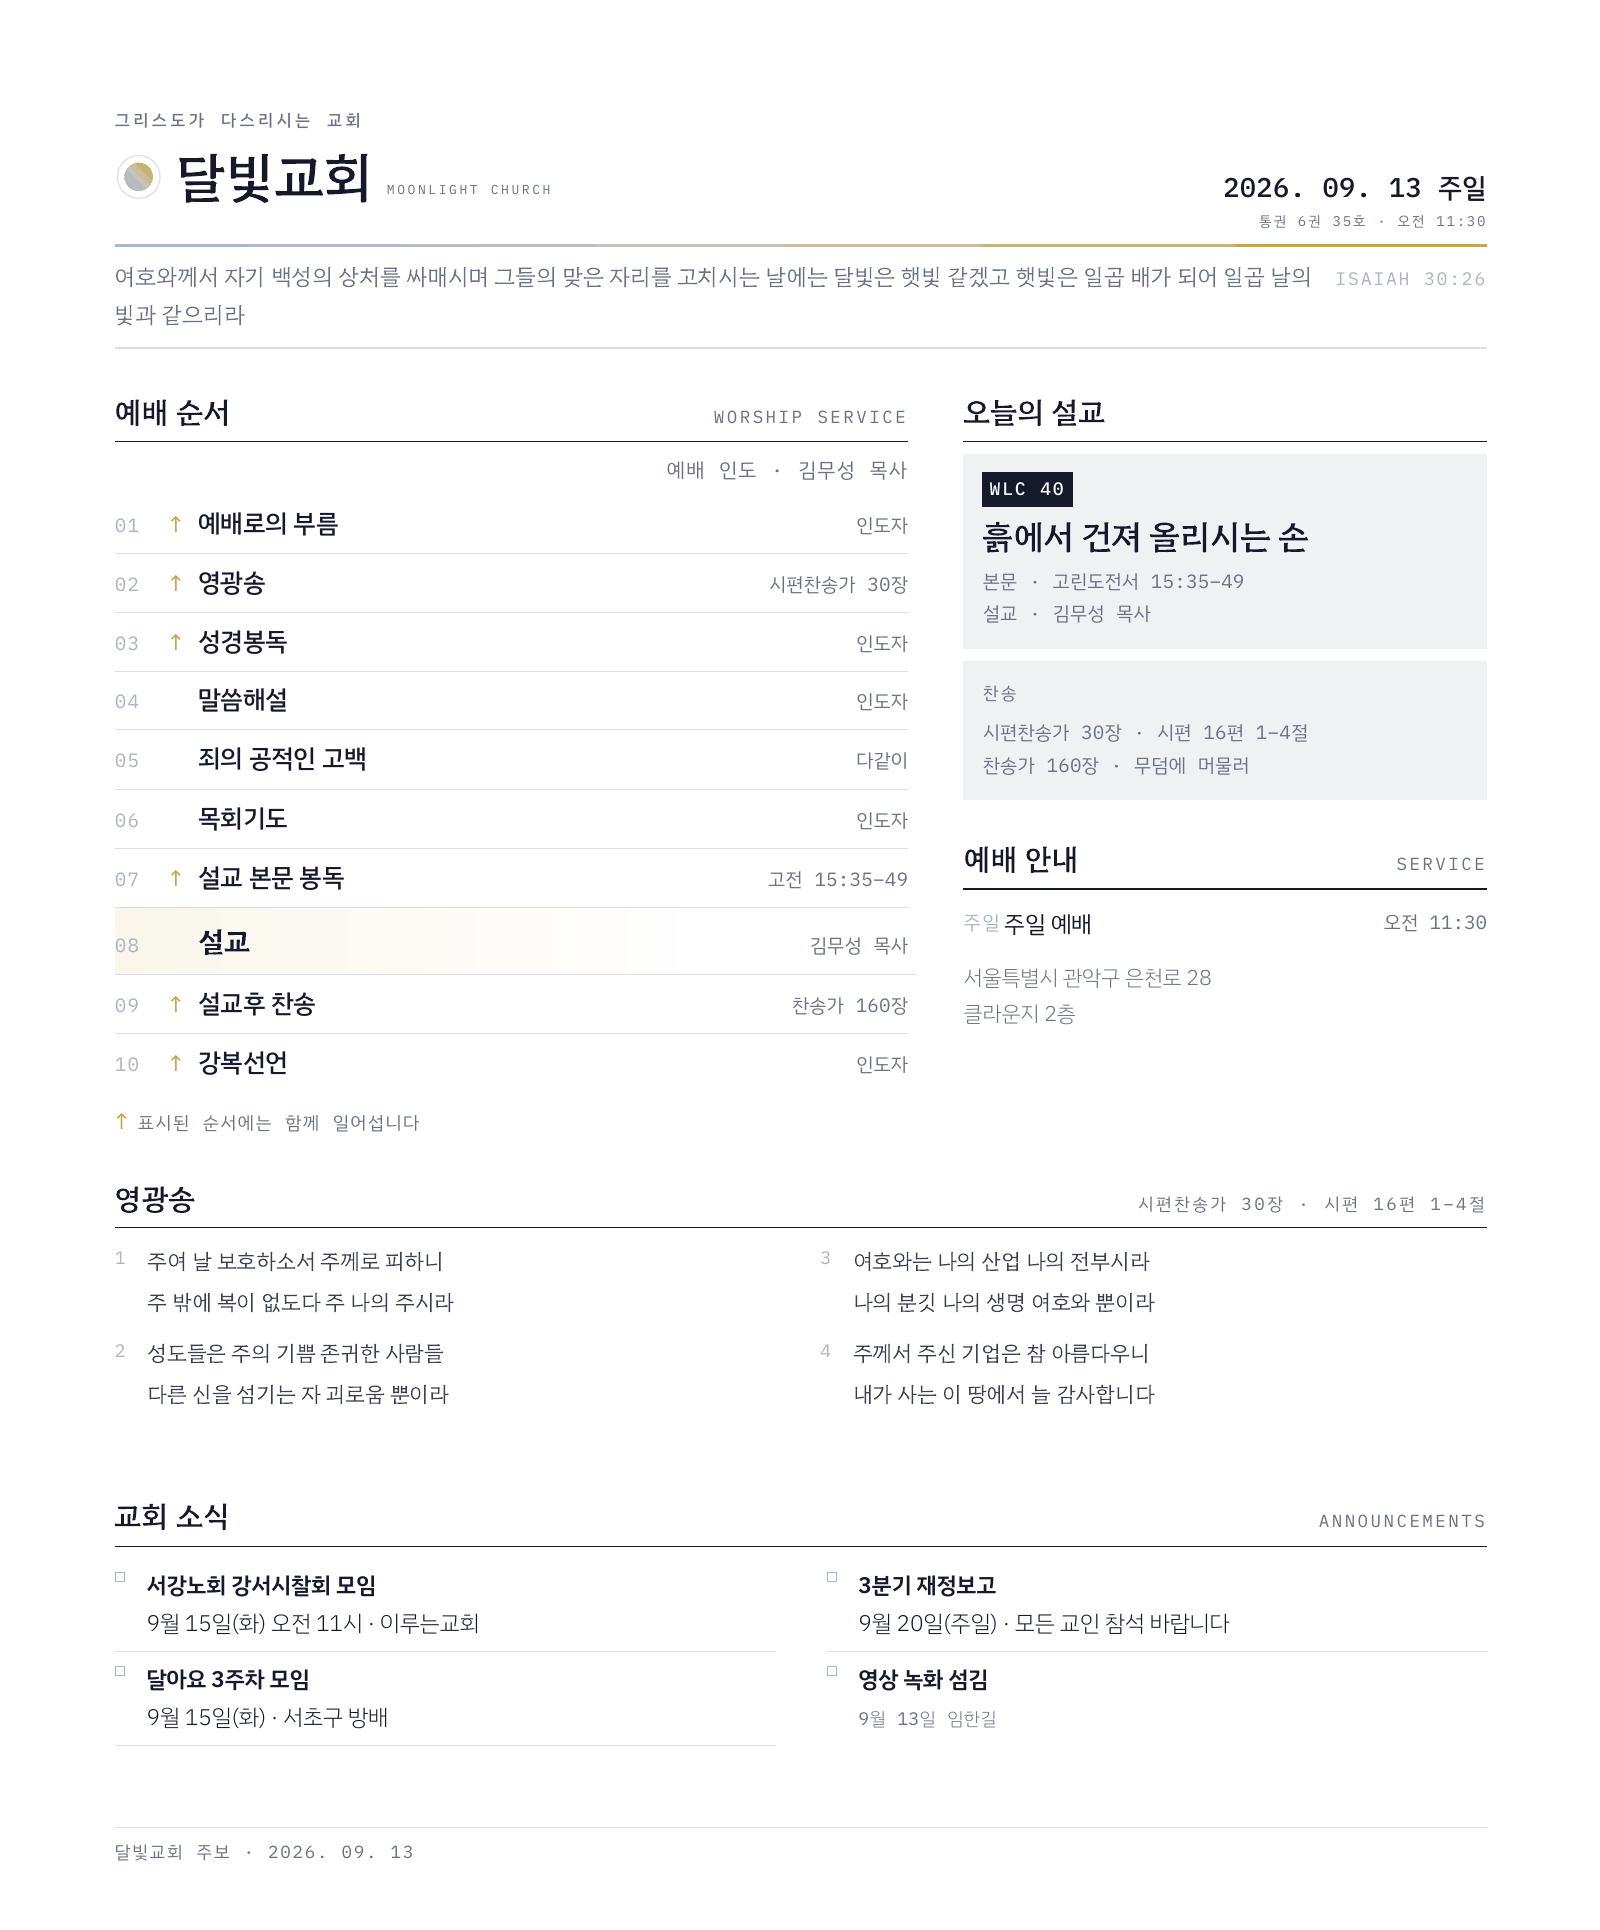 그리스도가 다스리시는 교회
달빛교회 MOONLIGHT CHURCH
2026. 09. 13 주일
통권 6권 35호 · 오전 11:30
여호와께서 자기 백성의 상처를 싸매시며 그들의 맞은 자리를 고치시는 날에는 달빛은 햇빛 같겠고 햇빛은 일곱 배가 되어 일곱 날의 ISAIAH 30:26
빛과 같으리라
예배 순서 WORSHIP SERVICE
예배 인도 · 김무성 목사
01 ↑ 예배로의 부름 인도자
02 ↑ 영광송 시편찬송가 30장
03 ↑ 성경봉독 인도자
04 말씀해설 인도자
05 죄의 공적인 고백 다같이
06 목회기도 인도자
07 ↑ 설교 본문 봉독 고전 15:35–49
08 설교 김무성 목사
09 ↑ 설교후 찬송 찬송가 160장
10 ↑ 강복선언 인도자
↑ 표시된 순서에는 함께 일어섭니다
오늘의 설교
WLC 40
흙에서 건져 올리시는 손
본문 · 고린도전서 15:35–49
설교 · 김무성 목사
찬송
시편찬송가 30장 · 시편 16편 1–4절
찬송가 160장 · 무덤에 머물러
예배 안내 SERVICE
주일 주일 예배 오전 11:30
서울특별시 관악구 은천로 28
클라운지 2층
영광송 시편찬송가 30장 · 시편 16편 1–4절
1 주여 날 보호하소서 주께로 피하니
주 밖에 복이 없도다 주 나의 주시라
2 성도들은 주의 기쁨 존귀한 사람들
다른 신을 섬기는 자 괴로움 뿐이라
3 여호와는 나의 산업 나의 전부시라
나의 분깃 나의 생명 여호와 뿐이라
4 주께서 주신 기업은 참 아름다우니
내가 사는 이 땅에서 늘 감사합니다
교회 소식 ANNOUNCEMENTS
서강노회 강서시찰회 모임
9월 15일(화) 오전 11시 · 이루는교회
달아요 3주차 모임
9월 15일(화) · 서초구 방배
3분기 재정보고
9월 20일(주일) · 모든 교인 참석 바랍니다
영상 녹화 섬김
9월 13일 임한길
달빛교회 주보 · 2026. 09. 13